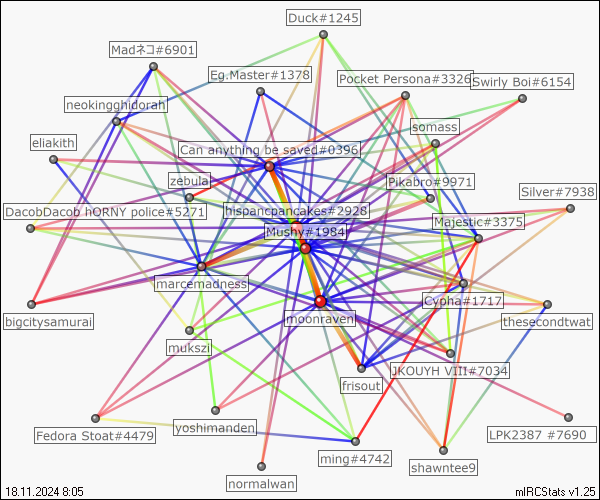 Duck#1245
Madネコ#6901
Eg.Master#1378
Pocket Persona#3326
Swirly Boi#6154
neokinghidorah
somass
eliakith
Can anything be saved#0396
zebula
Pikabro#9971
Silver#7938
DacobDacob hORNY police#5271
hispancpancakes#2928
Majestic#3375
Mushy#1984
marcemadness
Cypha#1717
bigcitysamurai
moonraven
thesecondtwat
mukszi
JKOUYH VIII#7034
frisout
Fedora Stoat#4479
yoshimanden
LPK2387 #7690
ming#4742
shawntee9
normalwan
18.11.2024 8:05
mIRCStats v1.25